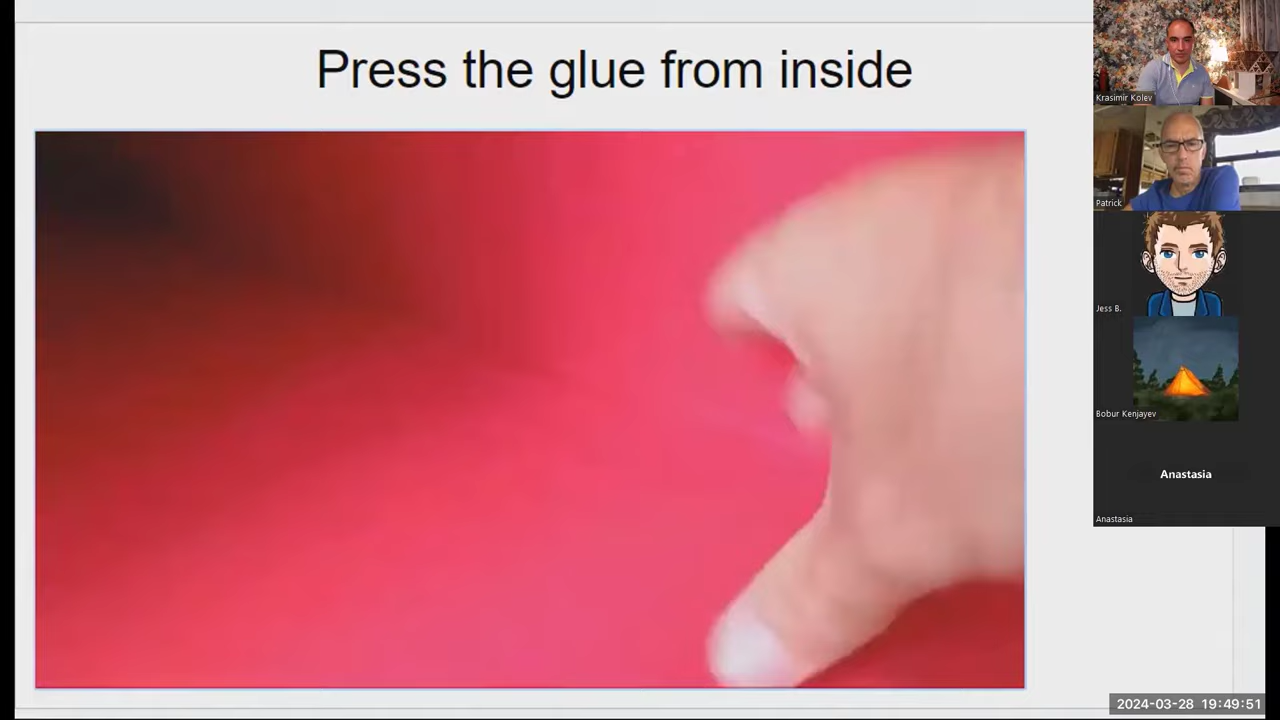 Press the glue from inside
Krasimir Kolev
Patrick
Jess B.
Bobur Kenjayev
Anastasia
Anastasia
2024-03-28 19:49:51